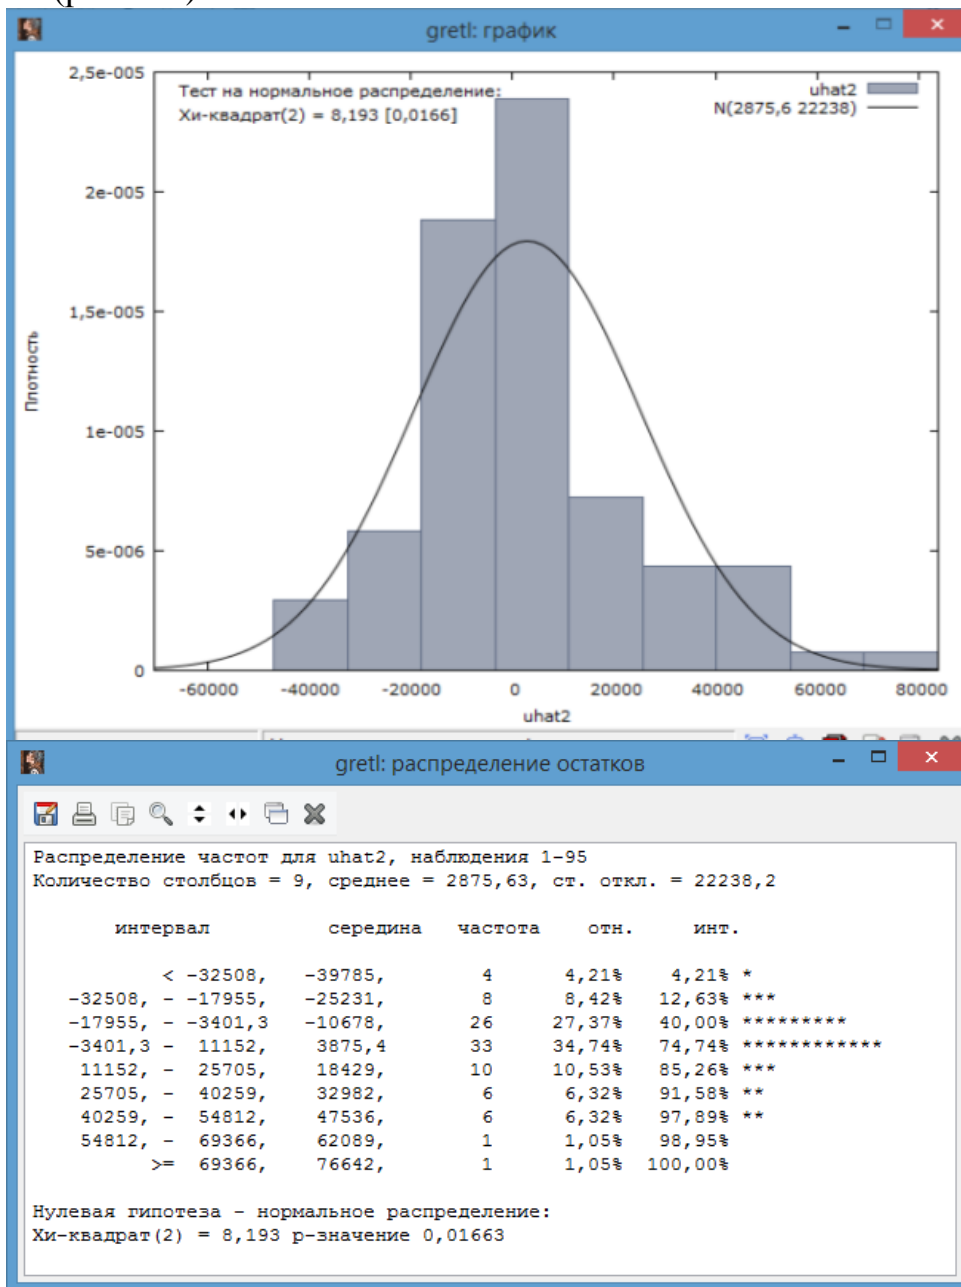 gretl: график
2,5e-005
2e-005
1,5e-005
1e-005
5e-006
0
Плотность
Тест на нормальное распределение:
Хи-квадрат(2) = 8,193 [0,0166]
uhat2
N(2875,6 22238)
-60000 -40000 -20000 0 20000 40000 60000 80000
uhat2
gretl: распределение остатков
Распределение частот для uhat2, наблюдения 1-95
Количество столбцов = 9, среднее = 2875,63, ст. откл. = 22238,2
интервал середина частота отн. инт.
< -32508, -39785, 4 4,21% 4,21% *
-32508, - -17955, -25231, 8 8,42% 12,63% ***
-17955, - -3401,3 -10678, 26 27,37% 40,00% *********
-3401,3 - 11152, 3875,4 33 34,74% 74,74% ************
11152, - 25705, 18429, 10 10,53% 85,26% ***
25705, - 40259, 32982, 6 6,32% 91,58% **
40259, - 54812, 47536, 6 6,32% 97,89% **
54812, - 69366, 62089, 1 1,05% 98,95%
>= 69366, 76642, 1 1,05% 100,00%
Нулевая гипотеза - нормальное распределение:
Хи-квадрат(2) = 8,193 р-значение 0,01663